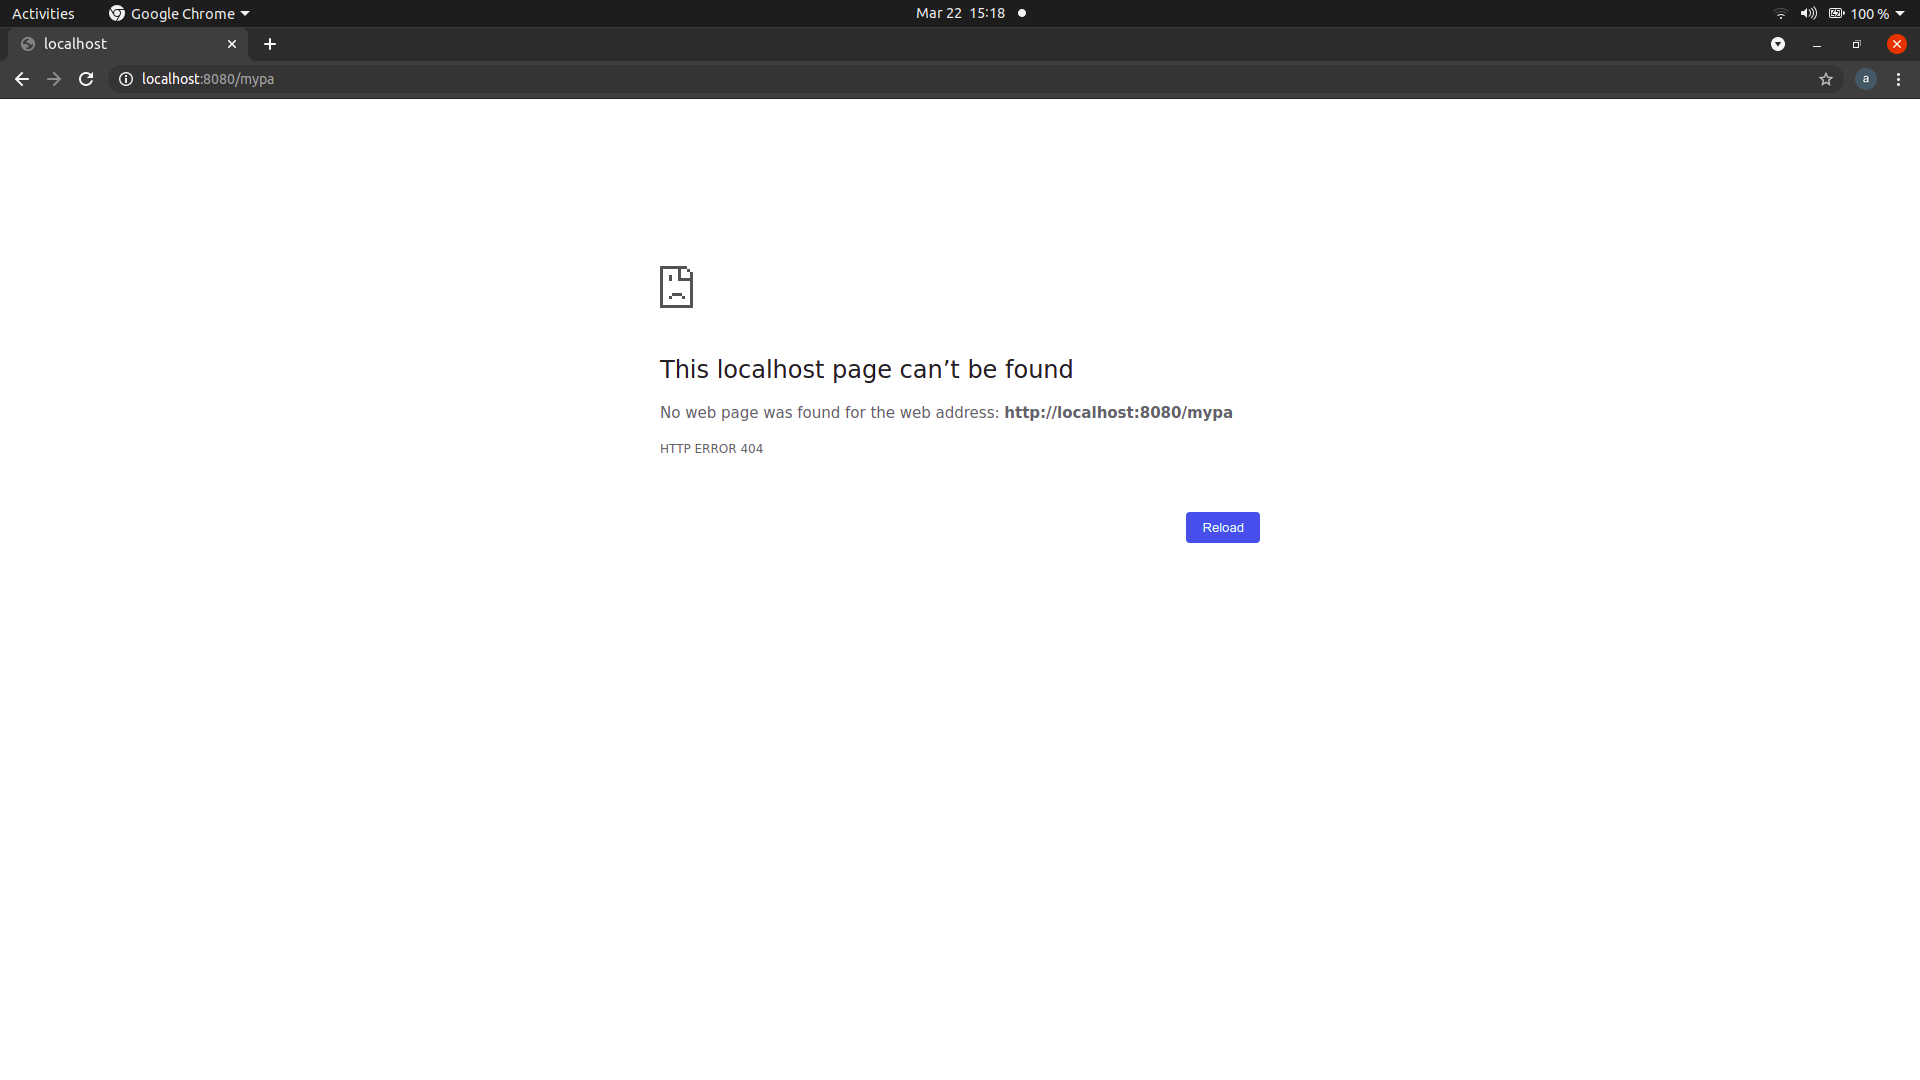 Activities
Google Chrome
Mar 22 15:18
100 %
localhost
localhost:8080/mypa
a
This localhost page can’t be found
No web page was found for the web address: http://localhost:8080/mypa
HTTP ERROR 404
Reload